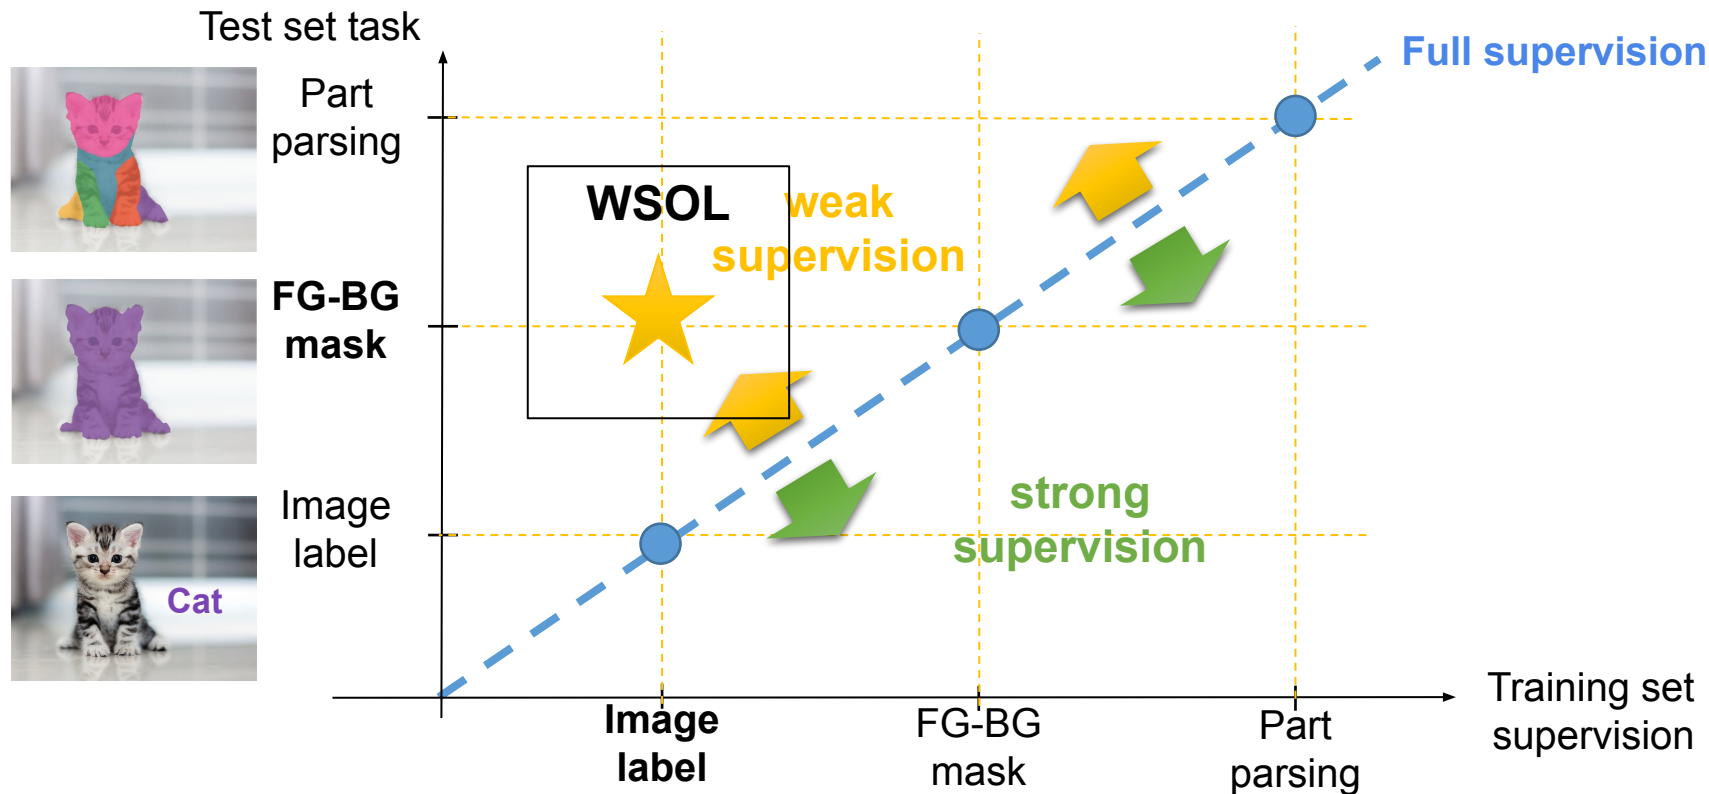 Test set task
Full supervision
Part
parsing
WSOL
weak
supervision
FG-BG
mask
Image
label
strong
supervision
Cat
Training set
supervision
Image
label
FG-BG
mask
Part
parsing